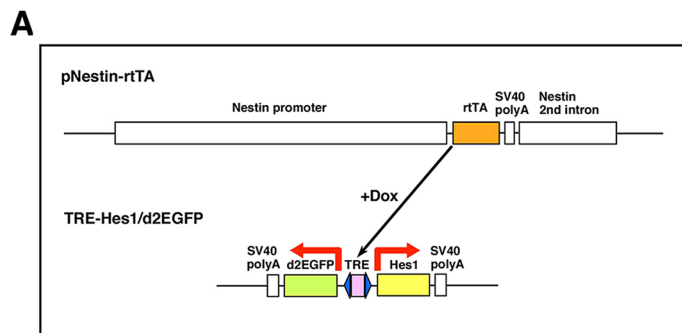 A
pNestin-rtTA
Nestin promoter
rtTA
SV40
polyA
Nestin
2nd intron
+Dox
TRE-Hes1/d2EGFP
SV40
polyA
d2EGFP
TRE
Hes1
SV40
polyA